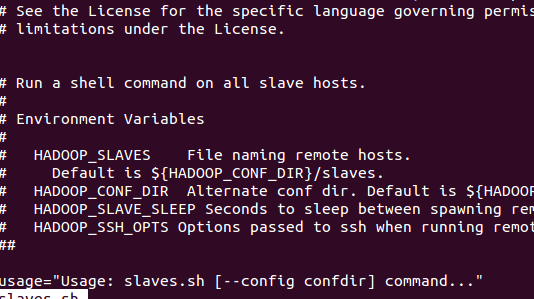 # See the License for the specific language governing
# limitations under the License.
# Run a shell command on all slave hosts.
#
# Environment Variables
#
#   HADOOP_SLAVES    File naming remote hosts.
#     Default is ${HADOOP_CONF_DIR}/slaves.
#   HADOOP_CONF_DIR  Alternate conf dir. Default is ${HADOOP
#   HADOOP_SLAVE_SLEEP Seconds to sleep between spawning
#   HADOOP_SSH_OPTS Options passed to ssh when running
##
usage="Usage: slaves.sh [--config confdir] command..."
slaves.sh